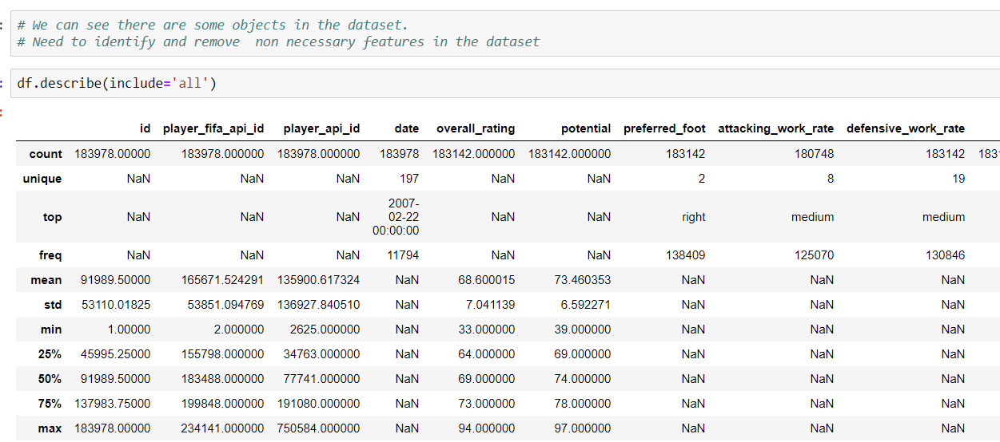 # We can see there are some objects in the dataset.
# Need to identify and remove  non necessary features in the dataset
df.describe(include='all')
id player_fifa_api_id player_api_id date overall_rating potential preferred_foot attacking_work_rate defensive_work_rate
count 183978.00000 183978.000000 183978.000000 183978 183142.000000 183142.000000 183142 180748 183142 183
unique NaN NaN NaN 197 NaN NaN 2 8 19
2007-
top NaN NaN NaN 02-22 NaN NaN right medium medium
00:00:00
freq NaN NaN NaN 11794 NaN NaN 138409 125070 130846
mean 91989.50000 165671.524291 135900.617324 NaN 68.600015 73.460353 NaN NaN NaN
std 53110.01825 53851.094769 136927.840510 NaN 7.041139 6.592271 NaN NaN NaN
min 1.00000 2.000000 2625.000000 NaN 33.000000 39.000000 NaN NaN NaN
25% 45995.25000 155798.000000 34763.000000 NaN 64.000000 69.000000 NaN NaN NaN
50% 91989.50000 183488.000000 77741.000000 NaN 69.000000 74.000000 NaN NaN NaN
75% 137983.75000 199848.000000 191080.000000 NaN 73.000000 78.000000 NaN NaN NaN
max 183978.00000 234141.000000 750584.000000 NaN 94.000000 97.000000 NaN NaN NaN